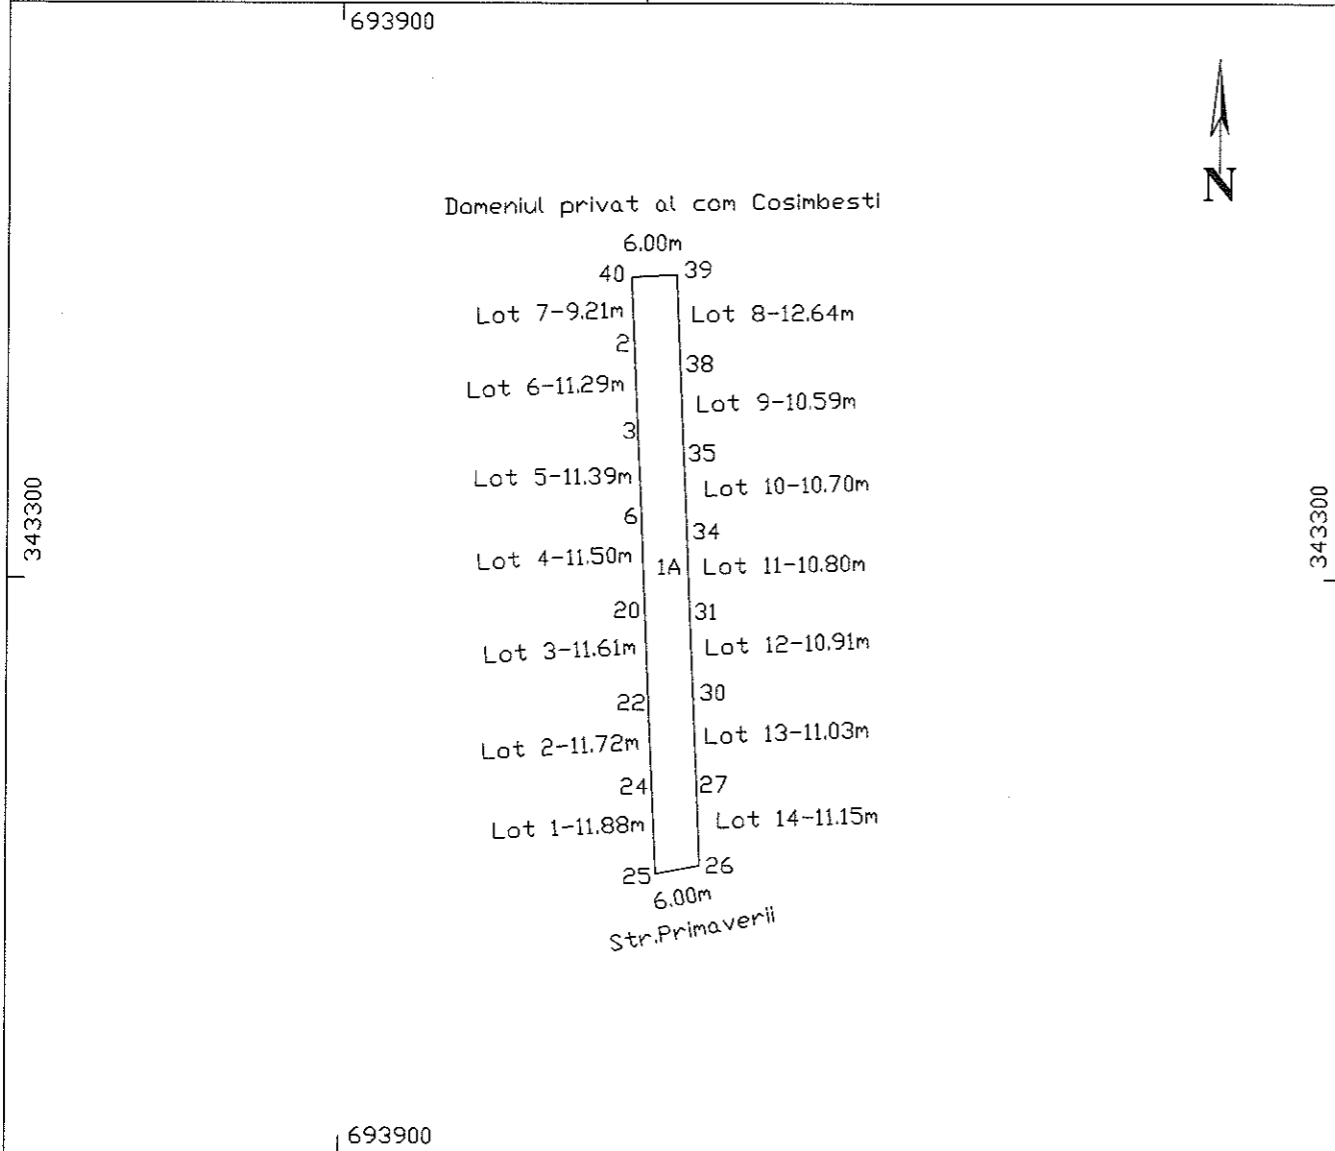 693900
N
Domeniul privat al com Cosimbesti
6.00m
40
39
Lot 7-9.21m
Lot 8-12.64m
2
38
Lot 6-11.29m
Lot 9-10.59m
3
35
Lot 5-11.39m
Lot 10-10.70m
343300
343300
6
34
Lot 4-11.50m
1A
Lot 11-10.80m
20
31
Lot 3-11.61m
Lot 12-10.91m
22
30
Lot 2-11.72m
Lot 13-11.03m
24
27
Lot 1-11.88m
Lot 14-11.15m
25
26
6.00m
Str.Primaverii
693900